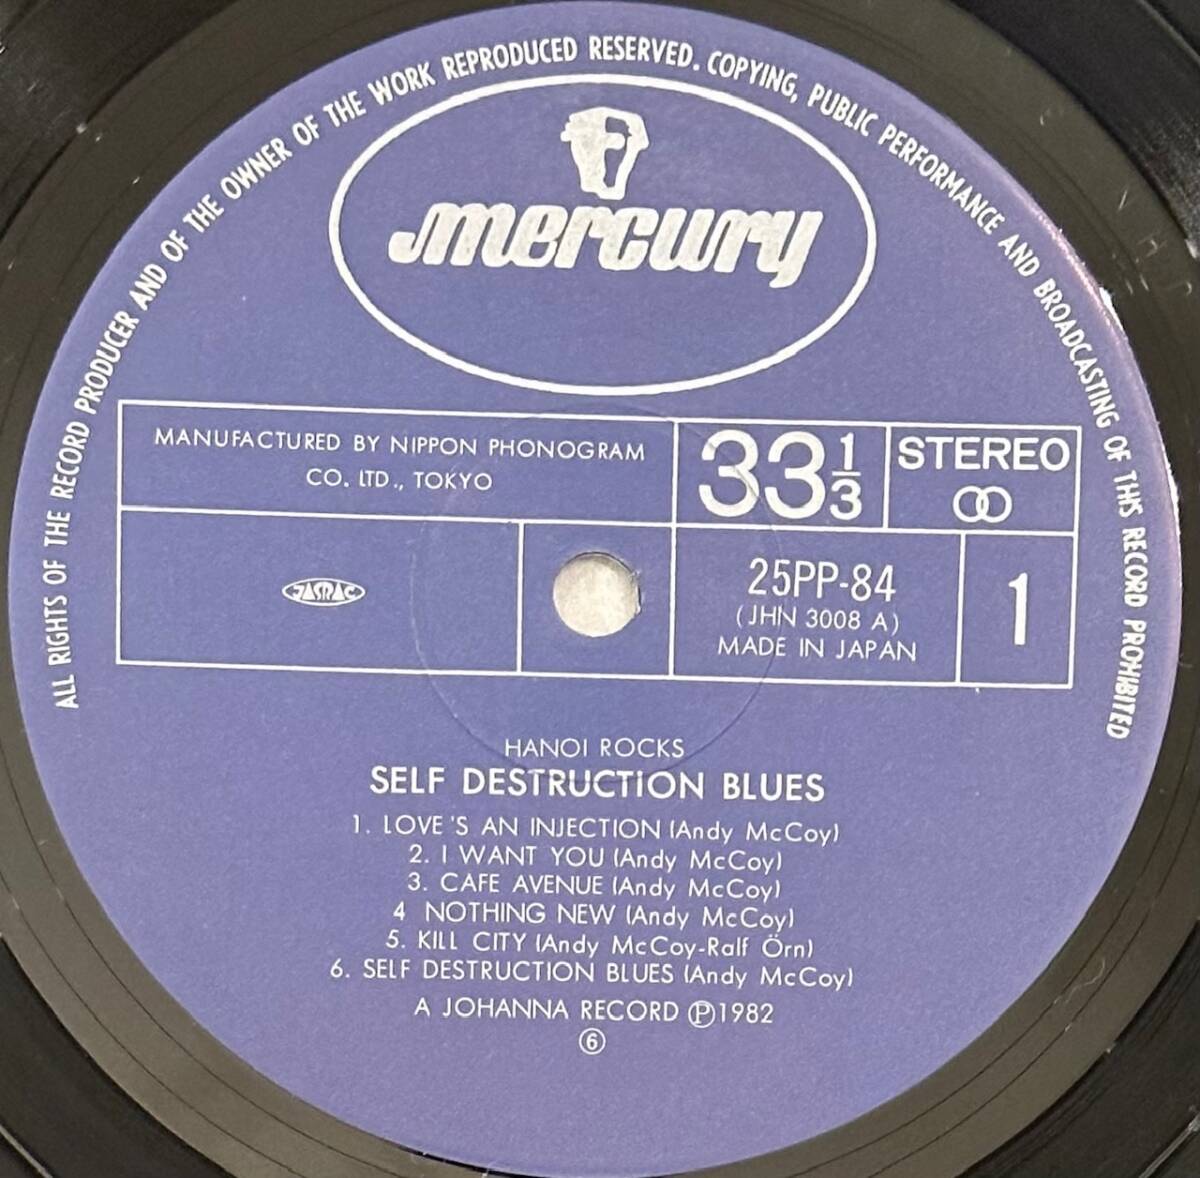 ALL RIGHTS OF THE RECORD PRODUCER AND OF THE OWNER OF THE WORK REPRODUCED RESERVED. COPYING, PUBLIC PERFORMANCE AND BROADCASTING OF THIS RECORD PROHIBITED
mercury
MANUFACTURED BY NIPPON PHONOGRAM
CO. LTD., TOKYO
33 1/3
STEREO
JASRAC
25PP-84
(JHN 3008 A)
MADE IN JAPAN
1
HANOI ROCKS
SELF DESTRUCTION BLUES
1. LOVE'S AN INJECTION (Andy McCoy)
2. I WANT YOU (Andy McCoy)
3. CAFE AVENUE (Andy McCoy)
4 NOTHING NEW (Andy McCoy)
5. KILL CITY (Andy McCoy-Ralf Örn)
6. SELF DESTRUCTION BLUES (Andy McCoy)
A JOHANNA RECORD Ⓟ1982
⑥